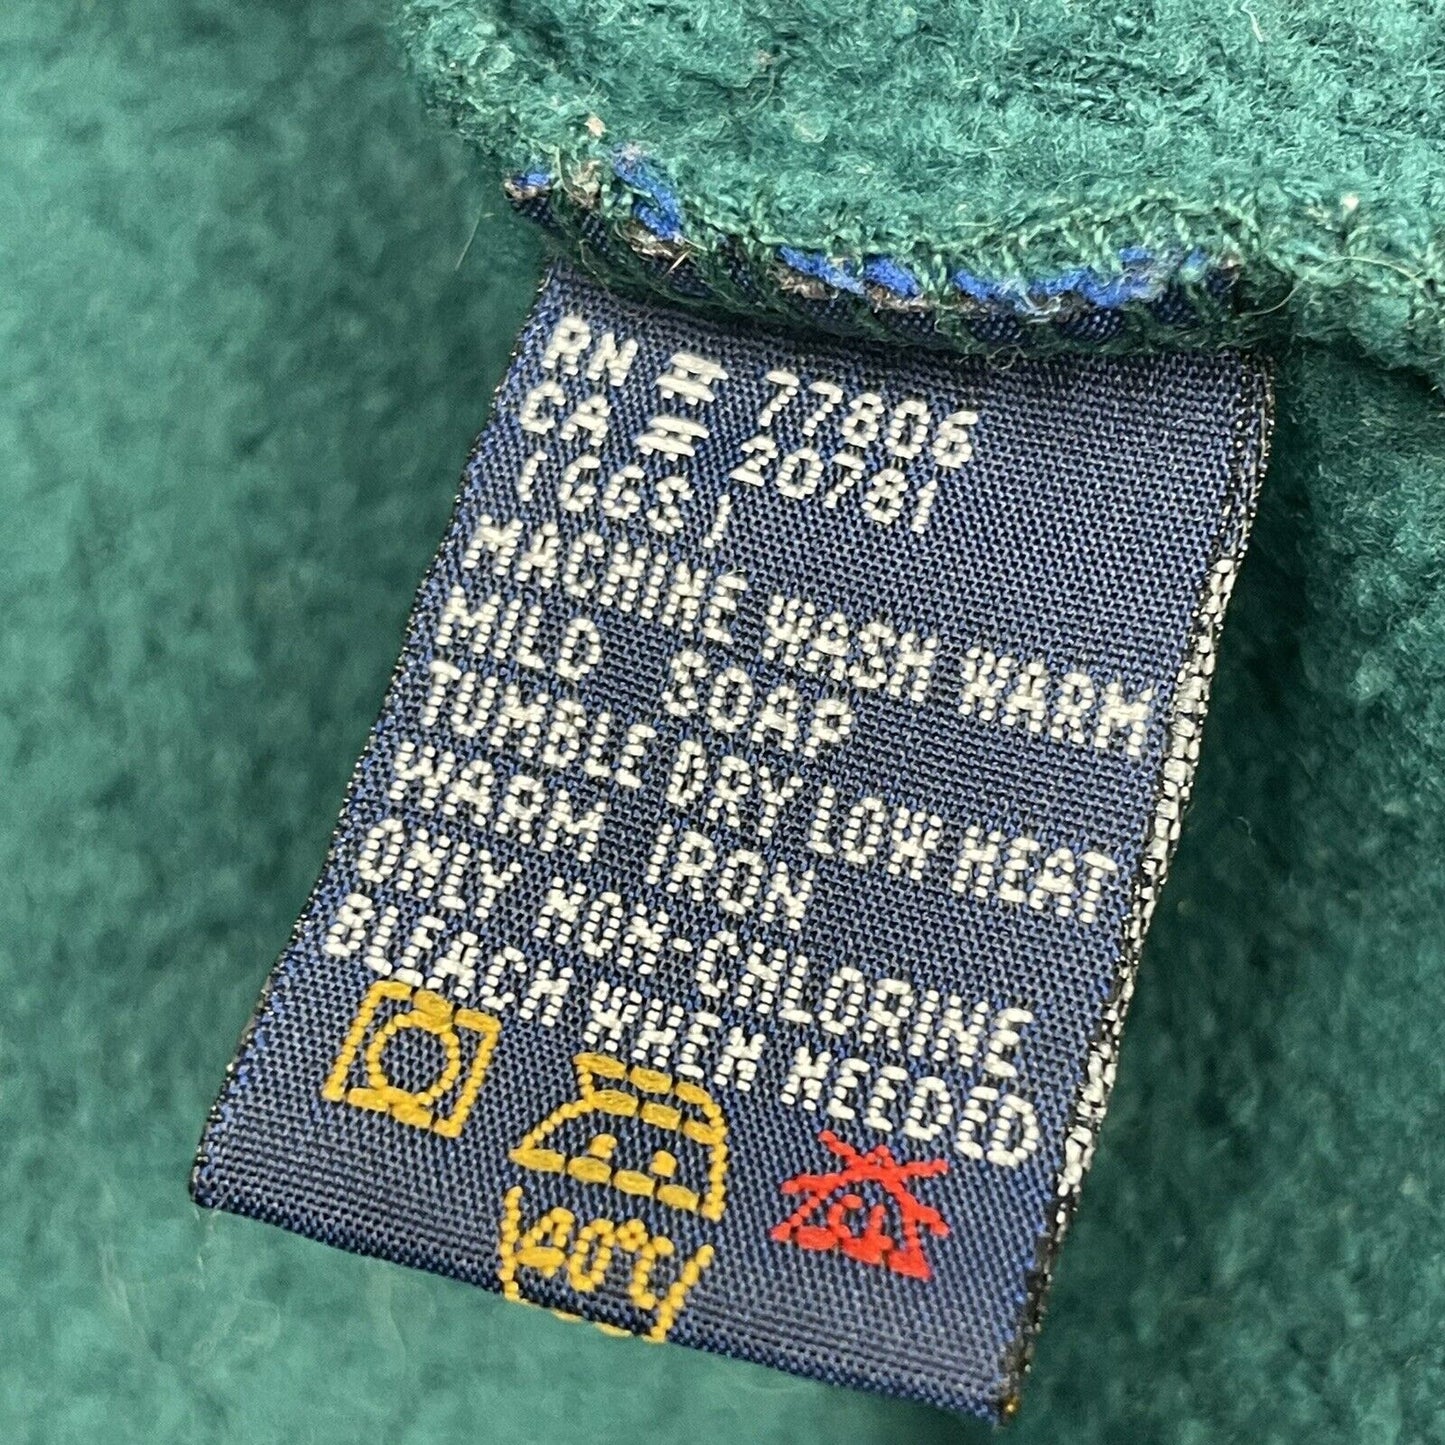 RN = 77806
CA = 20781
(GGS)
MACHINE WASH WARM
MILD SOAP
TUMBLE DRY LOW HEAT
WARM IRON
ONLY NON-CHLORINE
BLEACH WHEN NEEDED
CL
40°C